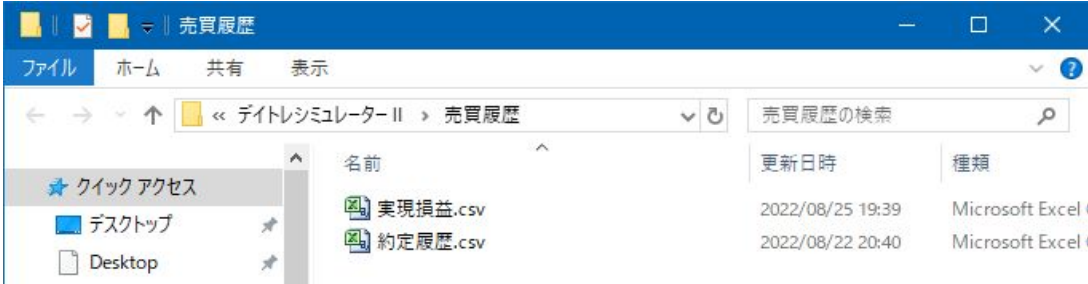 売買履歴
ファイル ホーム 共有 表示
« デイトレシミュレーターⅡ › 売買履歴 売買履歴の検索
名前 更新日時 種類
クイック アクセス
実現損益.csv 2022/08/25 19:39 Microsoft Excel
デスクトップ
約定履歴.csv 2022/08/22 20:40 Microsoft Excel
Desktop